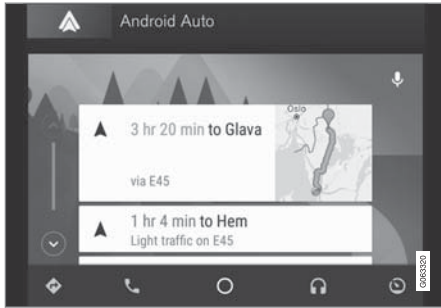 Android Auto
Oslo
3 hr 20 min to Glava
via E45
1 hr 4 min to Hem
Light traffic on E45
G063320